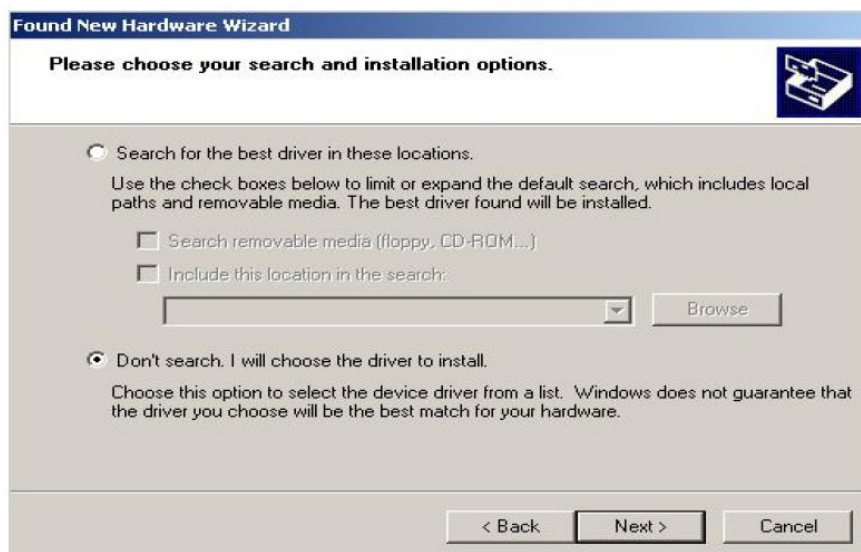 Found New Hardware Wizard
Please choose your search and installation options.
Search for the best driver in these locations.
Use the check boxes below to limit or expand the default search, which includes local
paths and removable media. The best driver found will be installed.
Search removable media (floppy, CD-ROM...)
Include this location in the search:
Browse
Don't search. I will choose the driver to install.
Choose this option to select the device driver from a list. Windows does not guarantee that
the driver you choose will be the best match for your hardware.
< Back Next > Cancel